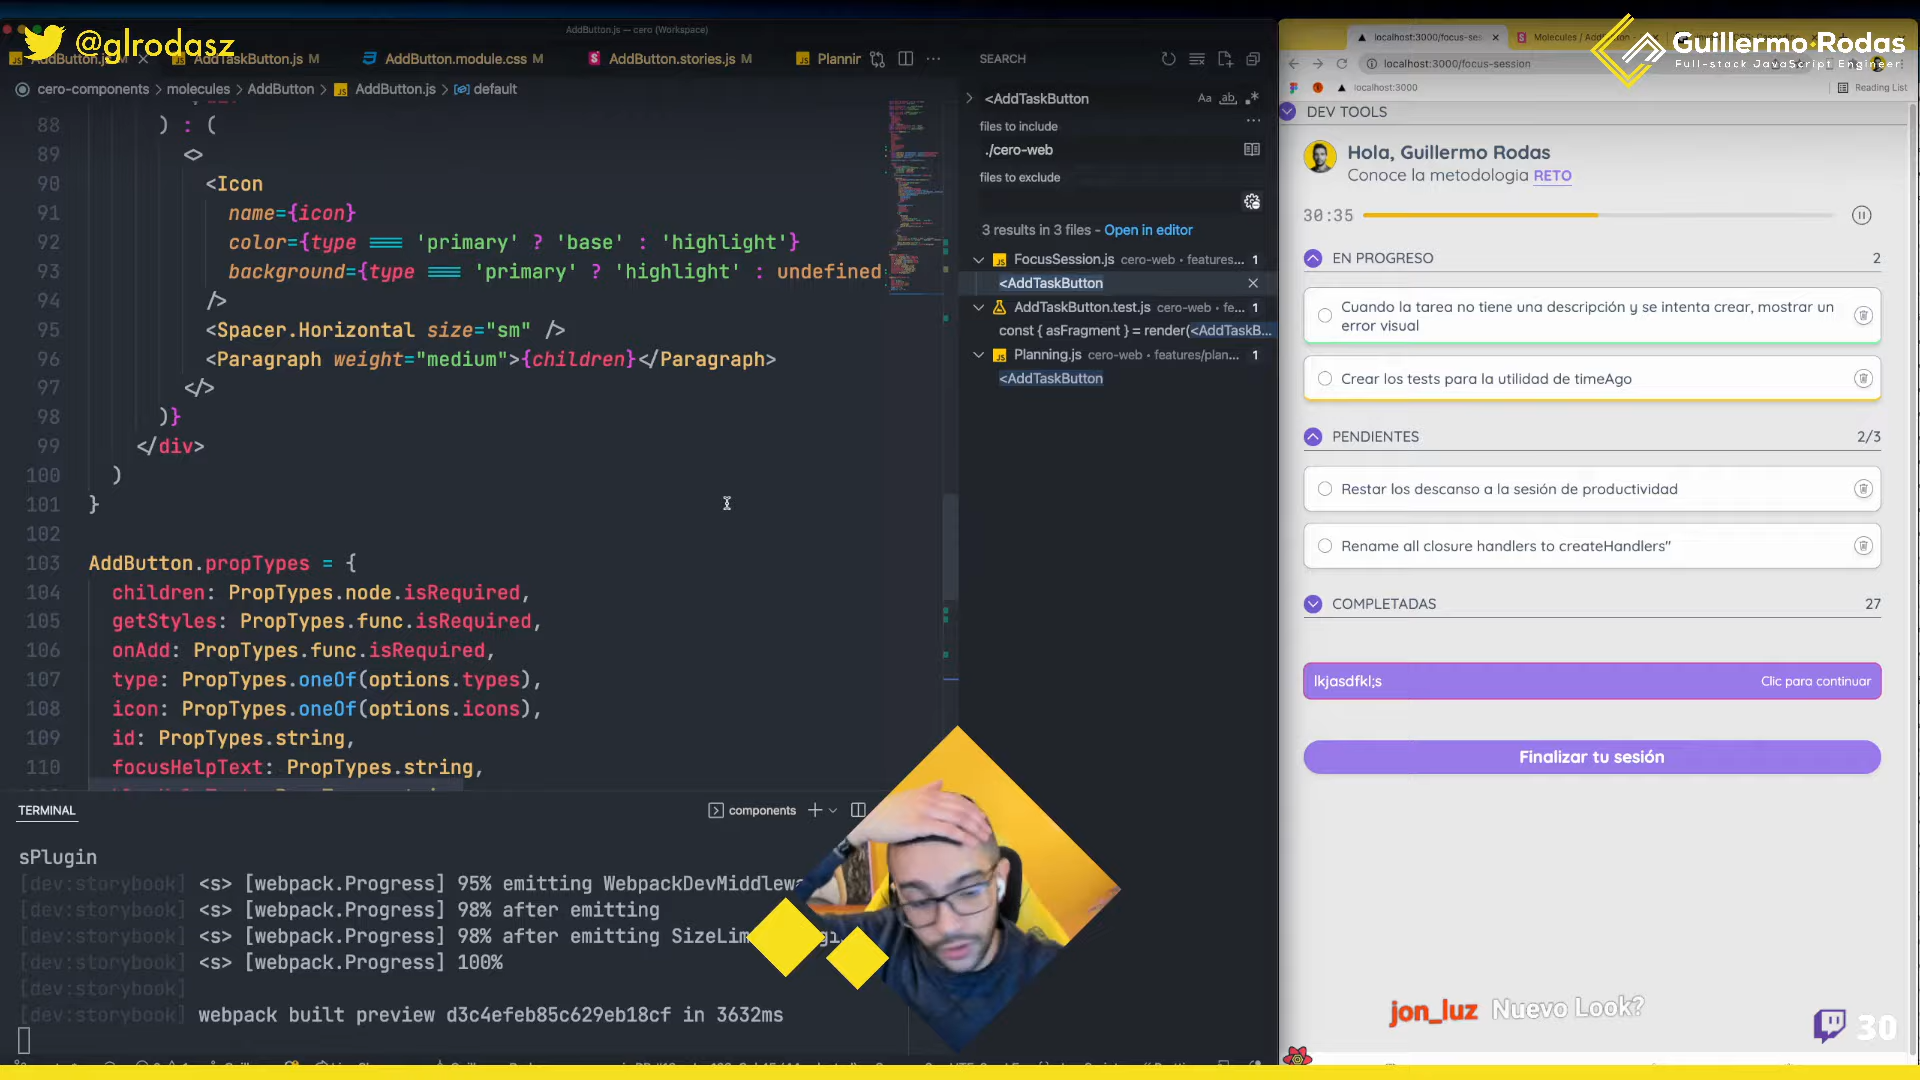 @glrodasz
Guillermo Rodas
Full-stack JavaScript Engineer
AddButton.js — cero (Workspace)
AddTaskButton.js M
AddButton.module.css M
AddButton.stories.js M
Plannir
cero-components > molecules > AddButton > AddButton.js > default
88 ) : (
89 <>
90 <Icon
91 name={icon}
92 color={type === 'primary' ? 'base' : 'highlight'}
93 background={type === 'primary' ? 'highlight' : undefined
94 />
95 <Spacer.Horizontal size="sm" />
96 <Paragraph weight="medium">{children}</Paragraph>
97 </>
98 )}
99 </div>
100 )
101 }
102
103 AddButton.propTypes = {
104 children: PropTypes.node.isRequired,
105 getStyles: PropTypes.func.isRequired,
106 onAdd: PropTypes.func.isRequired,
107 type: PropTypes.oneOf(options.types),
108 icon: PropTypes.oneOf(options.icons),
109 id: PropTypes.string,
110 focusHelpText: PropTypes.string,
TERMINAL
components
sPlugin
[dev:storybook] <s> [webpack.Progress] 95% emitting WebpackDevMiddlewa
[dev:storybook] <s> [webpack.Progress] 98% after emitting
[dev:storybook] <s> [webpack.Progress] 98% after emitting SizeLim
[dev:storybook] <s> [webpack.Progress] 100%
[dev:storybook]
[dev:storybook] webpack built preview d3c4efeb85c629eb18cf in 3632ms
SEARCH
<AddTaskButton
Aa ab
files to include
./cero-web
files to exclude
3 results in 3 files - Open in editor
FocusSession.js cero-web • features... 1
<AddTaskButton
AddTaskButton.test.js cero-web • fe... 1
const { asFragment } = render(<AddTaskB...
Planning.js cero-web • features/plan... 1
<AddTaskButton
localhost:3000/focus-ses
localhost:3000/focus-session
localhost:3000
Reading List
DEV TOOLS
Hola, Guillermo Rodas
Conoce la metodologia RETO
30:35
EN PROGRESO 2
Cuando la tarea no tiene una descripción y se intenta crear, mostrar un
error visual
Crear los tests para la utilidad de timeAgo
PENDIENTES 2/3
Restar los descanso a la sesión de productividad
Rename all closure handlers to createHandlers"
COMPLETADAS 27
lkjasdfkl;s Clic para continuar
Finalizar tu sesión
jon_luz Nuevo Look?
30